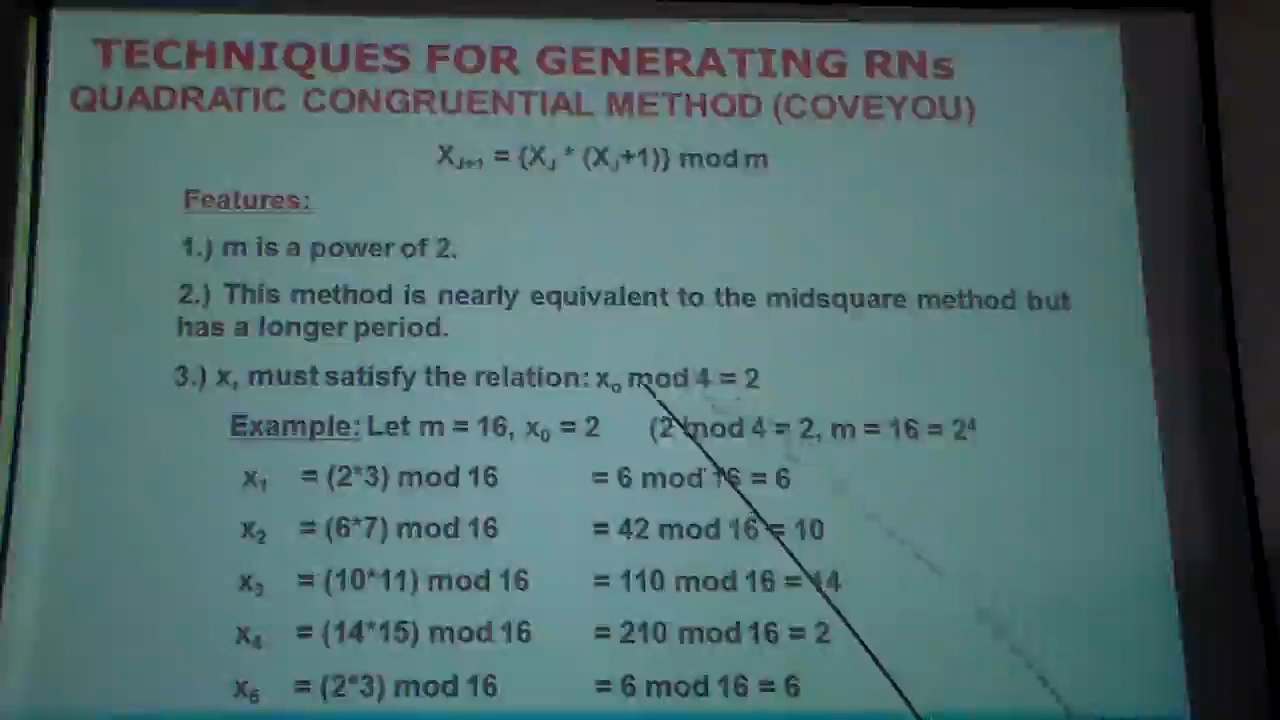 TECHNIQUES FOR GENERATING RNs
QUADRATIC CONGRUENTIAL METHOD (COVEYOU)
X_{J+1} = {X_J * (X_J+1)} mod m
Features:
1.) m is a power of 2.
2.) This method is nearly equivalent to the midsquare method but
has a longer period.
3.) x, must satisfy the relation: x₀ mod 4 = 2
Example: Let m = 16, x₀ = 2 (2 mod 4 = 2, m = 16 = 2⁴
x₁ = (2*3) mod 16 = 6 mod 16 = 6
x₂ = (6*7) mod 16 = 42 mod 16 = 10
x₃ = (10*11) mod 16 = 110 mod 16 = 14
x₄ = (14*15) mod 16 = 210 mod 16 = 2
x₆ = (2*3) mod 16 = 6 mod 16 = 6